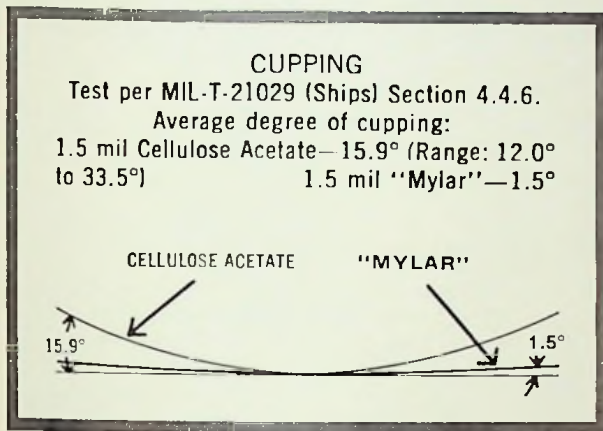 CUPPING
Test per MIL-T-21029 (Ships) Section 4.4.6.
Average degree of cupping:
1.5 mil Cellulose Acetate—15.9° (Range: 12.0°
to 33.5°) 1.5 mil "Mylar"—1.5°
CELLULOSE ACETATE "MYLAR"
15.9° 1.5°